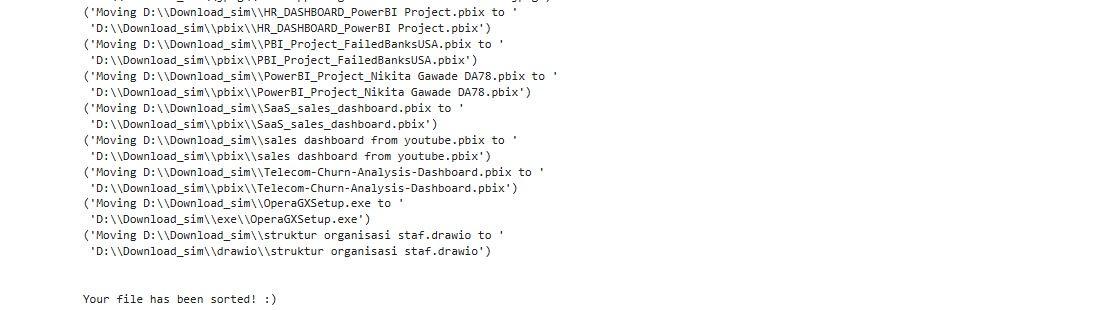 ('Moving D:\\Download_sim\\HR_DASHBOARD_PowerBI Project.pbix to '
'D:\\Download_sim\\pbix\\HR_DASHBOARD_PowerBI Project.pbix')
('Moving D:\\Download_sim\\PBI_Project_FailedBanksUSA.pbix to '
'D:\\Download_sim\\pbix\\PBI_Project_FailedBanksUSA.pbix')
('Moving D:\\Download_sim\\PowerBI_Project_Nikita Gawade DA78.pbix to '
'D:\\Download_sim\\pbix\\PowerBI_Project_Nikita Gawade DA78.pbix')
('Moving D:\\Download_sim\\SaaS_sales_dashboard.pbix to '
'D:\\Download_sim\\pbix\\SaaS_sales_dashboard.pbix')
('Moving D:\\Download_sim\\sales dashboard from youtube.pbix to '
'D:\\Download_sim\\pbix\\sales dashboard from youtube.pbix')
('Moving D:\\Download_sim\\Telecom-Churn-Analysis-Dashboard.pbix to '
'D:\\Download_sim\\pbix\\Telecom-Churn-Analysis-Dashboard.pbix')
('Moving D:\\Download_sim\\OperaGXSetup.exe to '
'D:\\Download_sim\\exe\\OperaGXSetup.exe')
('Moving D:\\Download_sim\\struktur organisasi staf.drawio to '
'D:\\Download_sim\\drawio\\struktur organisasi staf.drawio')
Your file has been sorted! :)